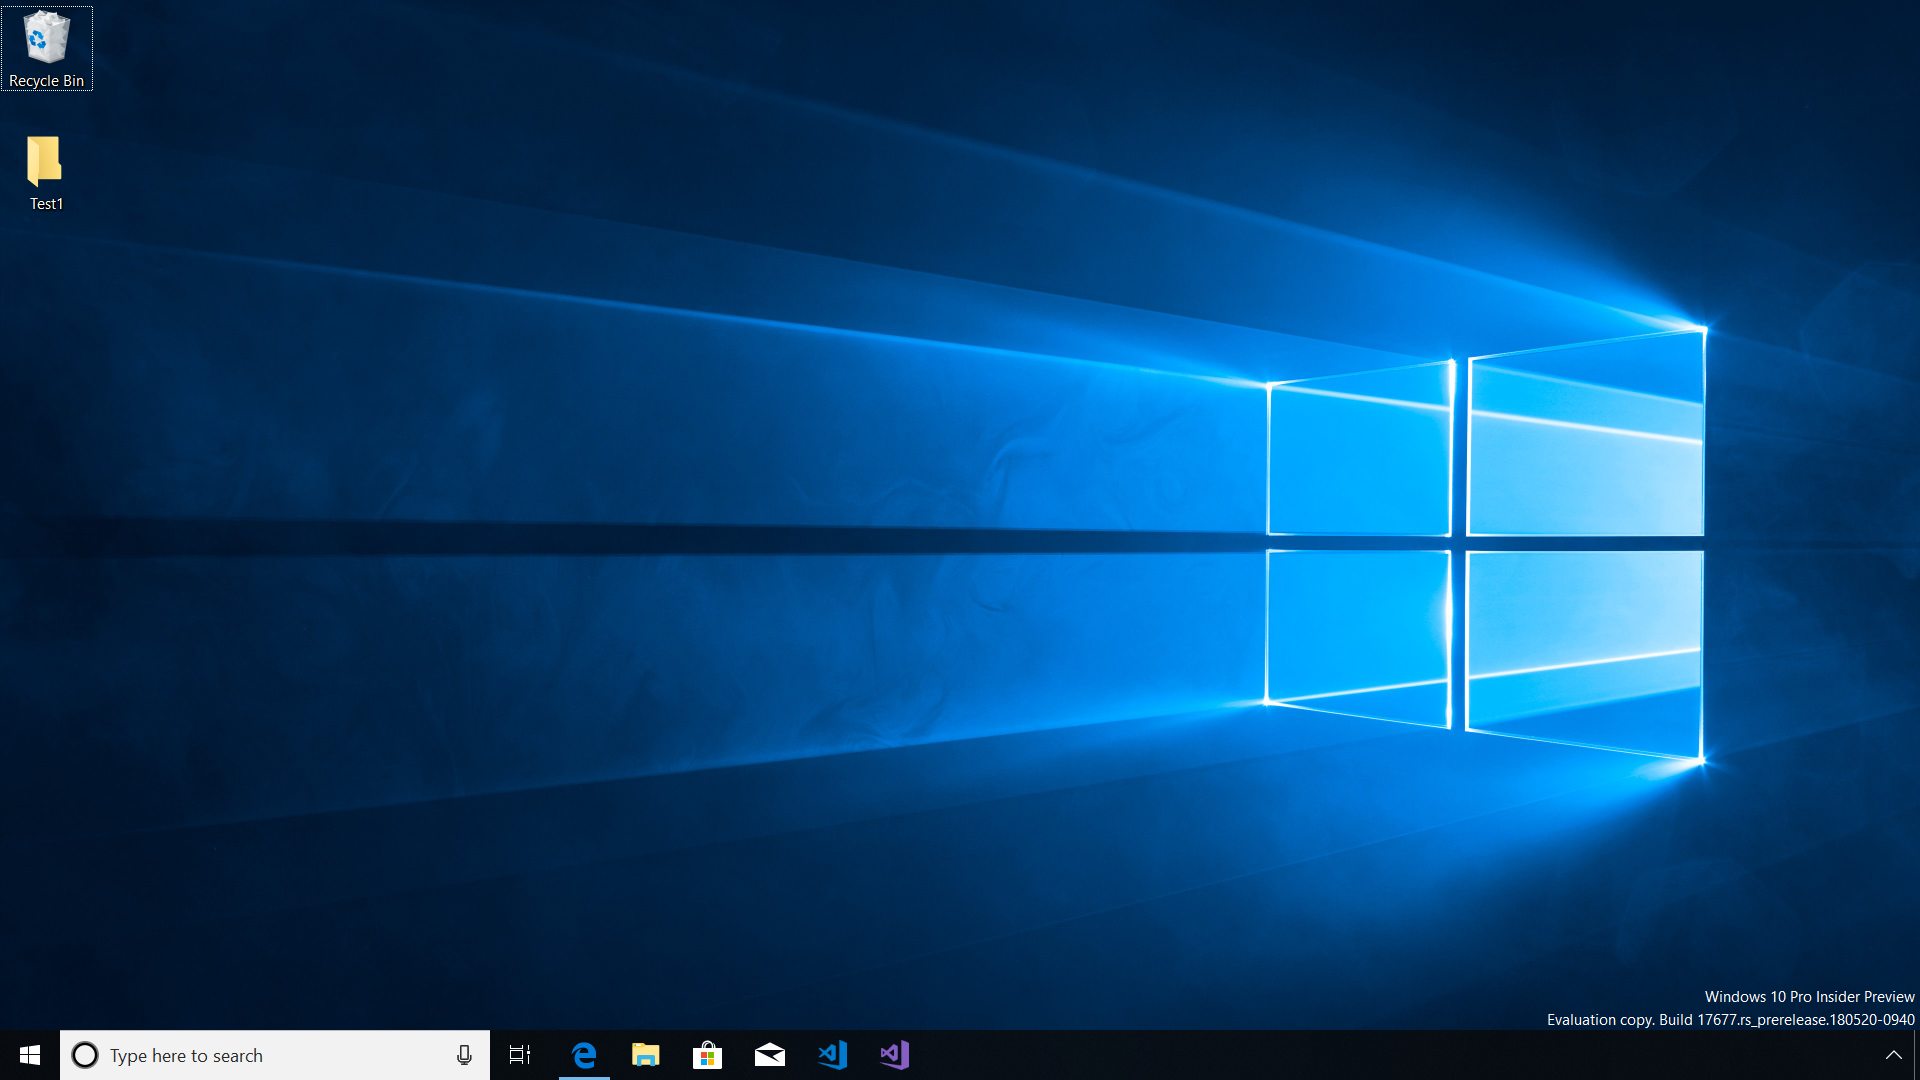 Recycle Bin
Test1
Windows 10 Pro Insider Preview
Evaluation copy. Build 17677.rs_prerelease.180520-0940
Type here to search